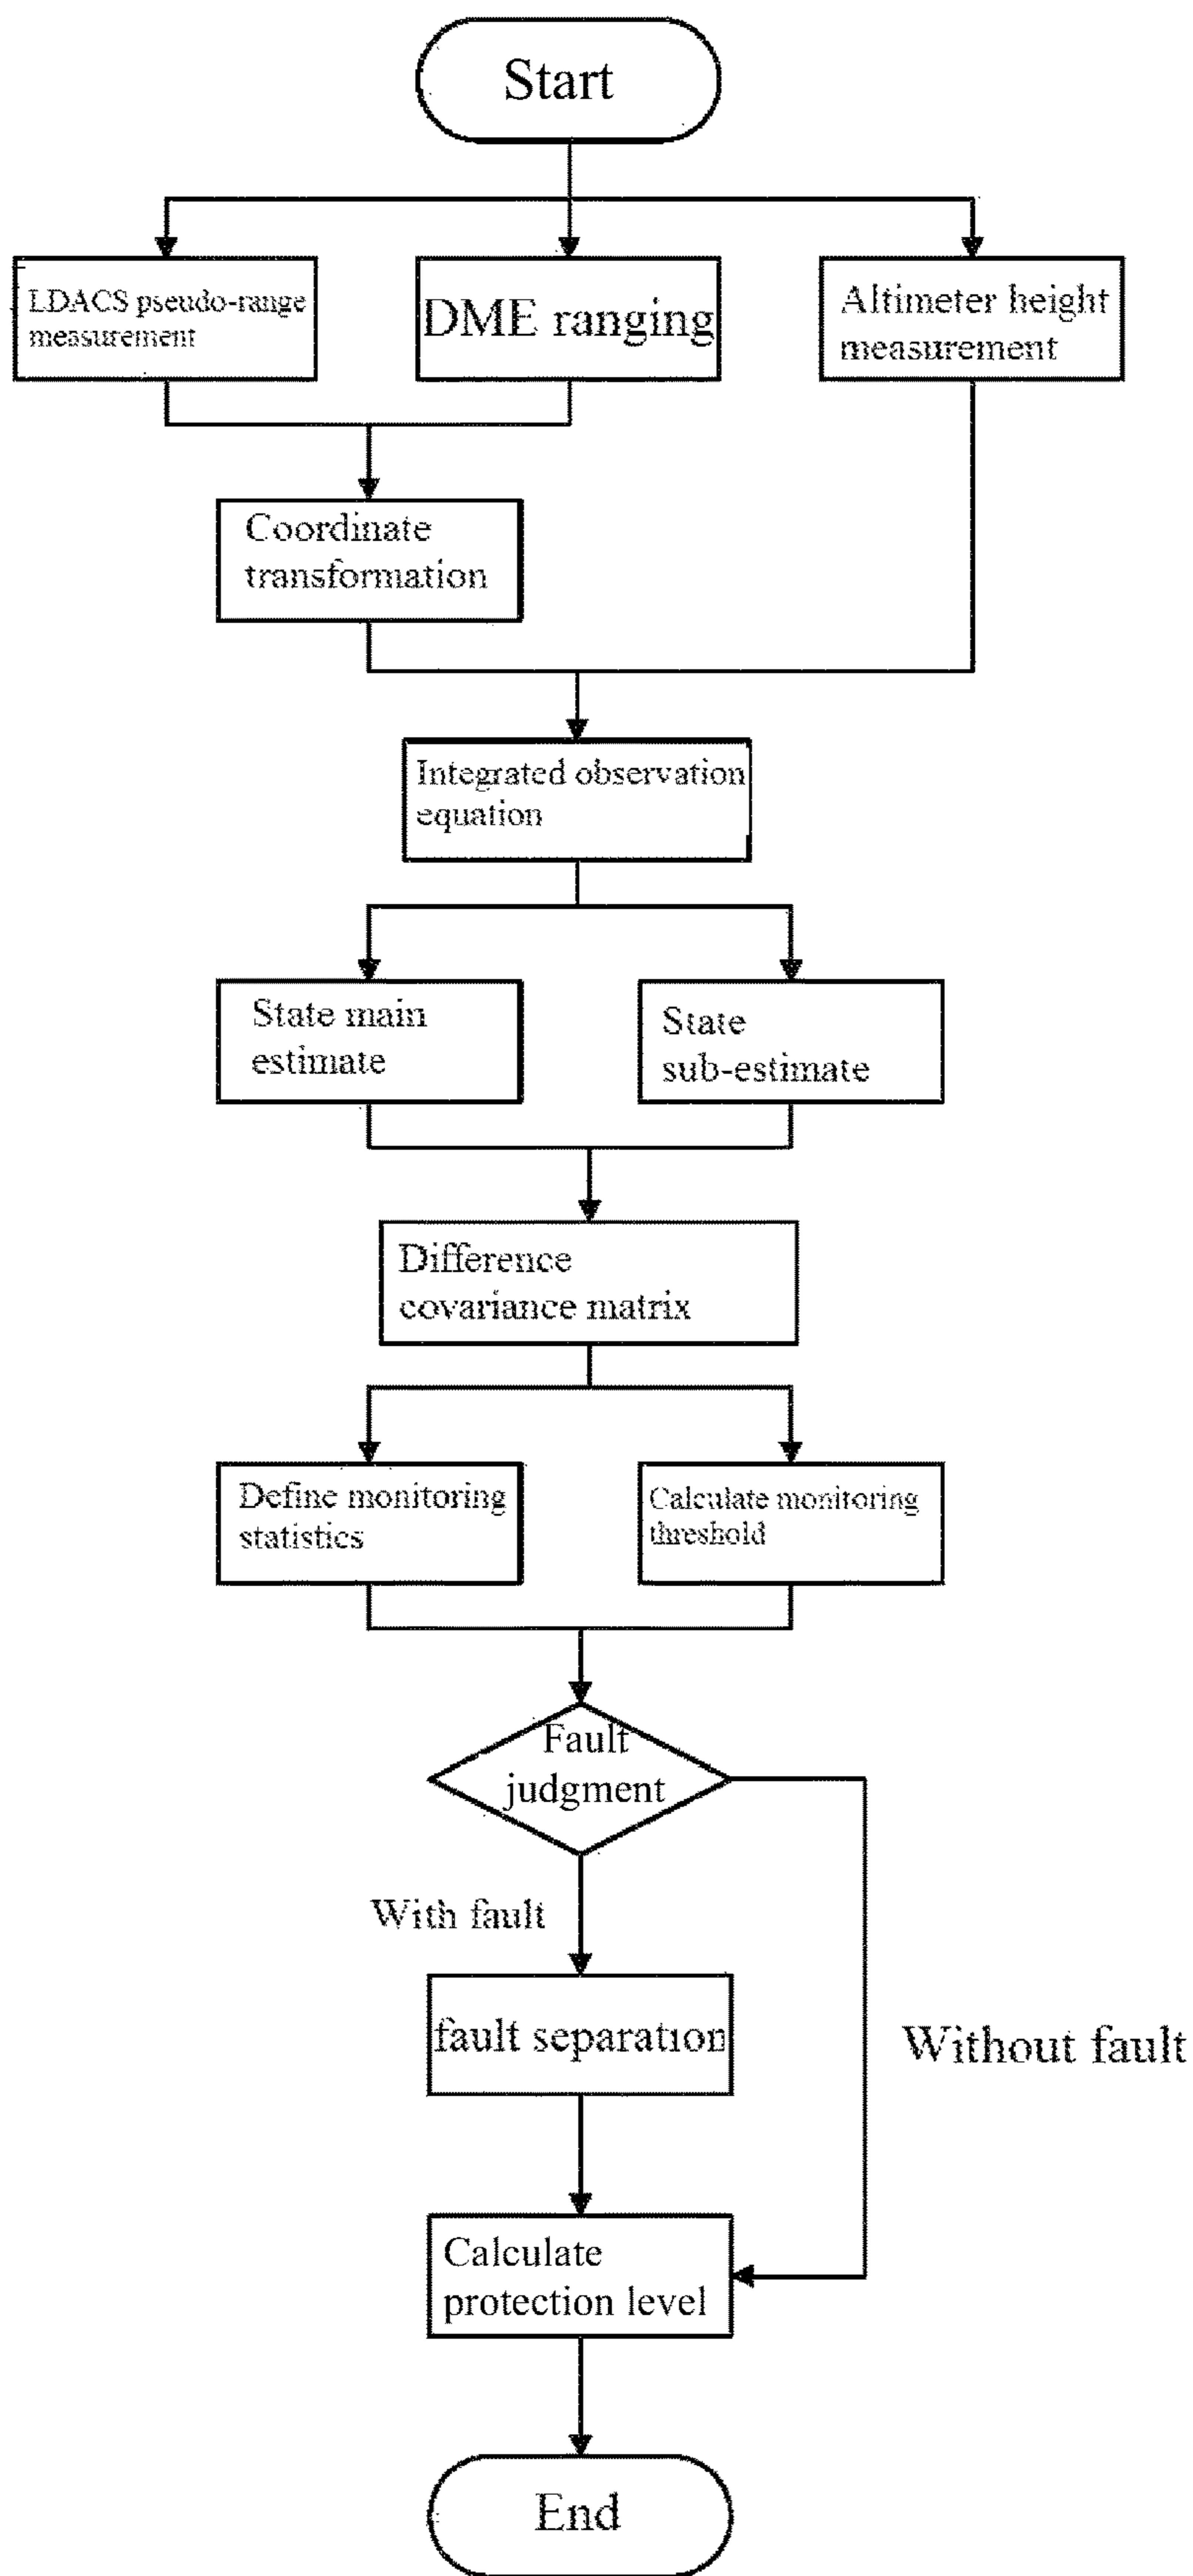 Start
LDACS pseudo-range
measurement
DME ranging
Altimeter height
measurement
Coordinate
transformation
Integrated observation
equation
State main
estimate
State
sub-estimate
Difference
covariance matrix
Define monitoring
statistics
Calculate monitoring
threshold
Fault
judgment
With fault
fault separation
Without fault
Calculate
protection level
End